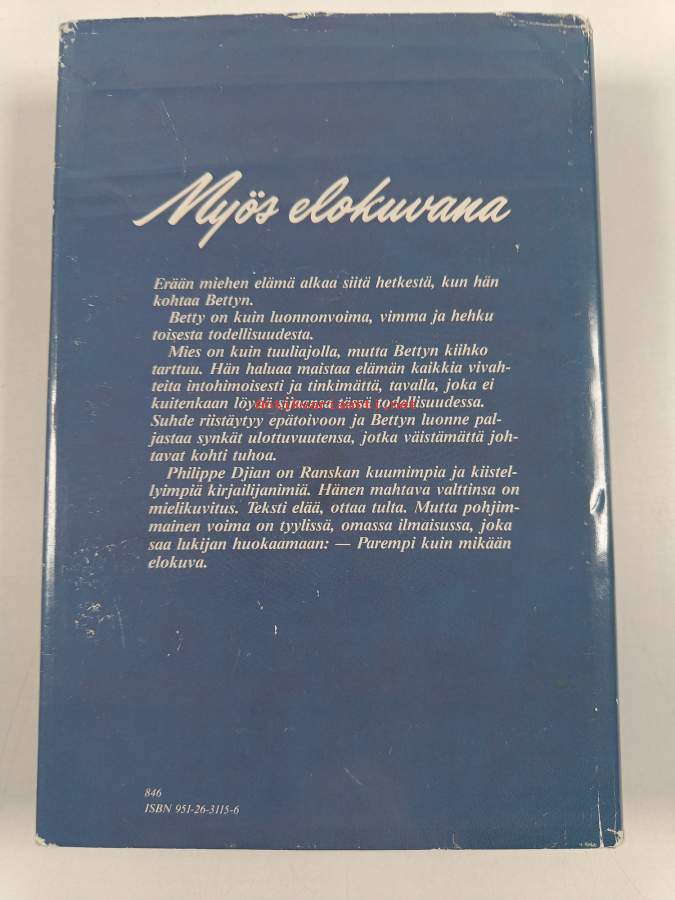 Myös elokuvana
Erään miehen elämä alkaa siitä hetkestä, kun hän
kohtaa Bettyn.
Betty on kuin luonnonvoima, vimma ja hehku
toisesta todellisuudesta.
Mies on kuin tuuliajolla, mutta Bettyn kiihko
tarttuu. Hän haluaa maistaa elämän kaikkia vivah-
teita intohimoisesti ja tinkimättä, tavalla, joka ei
kuitenkaan löydä sijaansa tässä todellisuudessa.
Suhde riistäytyy epätoivoon ja Bettyn luonne pal-
jastaa synkät ulottuvuutensa, jotka väistämättä joh-
tavat kohti tuhoa.
Philippe Djian on Ranskan kuumimpia ja kiistel-
lyimpiä kirjailijanimiä. Hänen mahtava valttinsa on
mielikuvitus. Teksti elää, ottaa tulta. Mutta pohjim-
mainen voima on tyylissä, omassa ilmaisussa, joka
saa lukijan huokaamaan: — Parempi kuin mikään
elokuva.
846
ISBN 951-26-3115-6